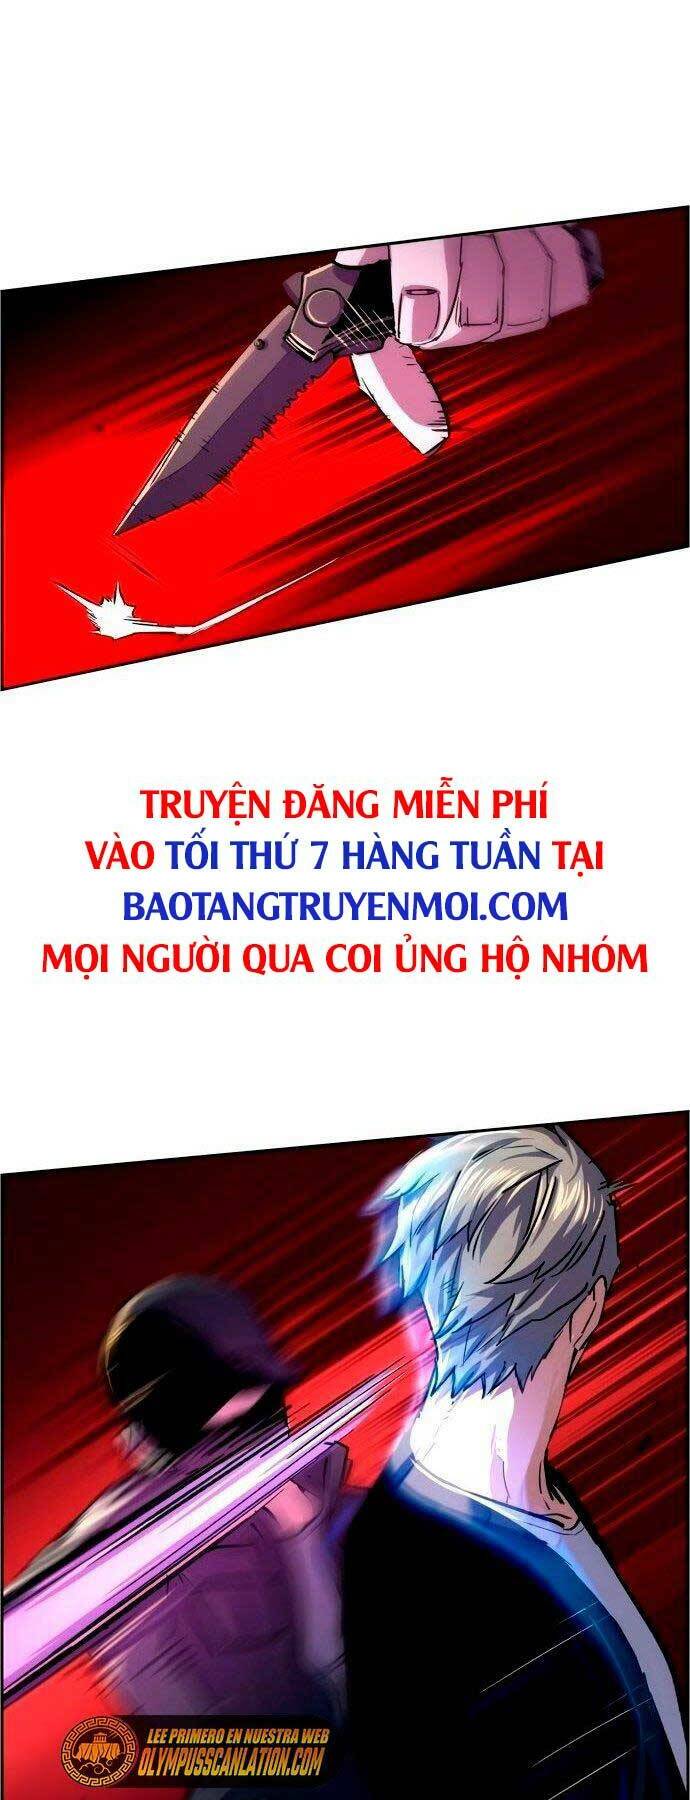 TRUYỆN ĐĂNG MIỄN PHÍ
VÀO TỐI THỨ 7 HÀNG TUẦN TẠI
BAOTANGTRUYENMOI.COM
MỌI NGƯỜI QUA COI ỦNG HỘ NHÓM
LEE PRIMERO EN NUESTRA WEB
OLYMPUSSCANLATION.COM